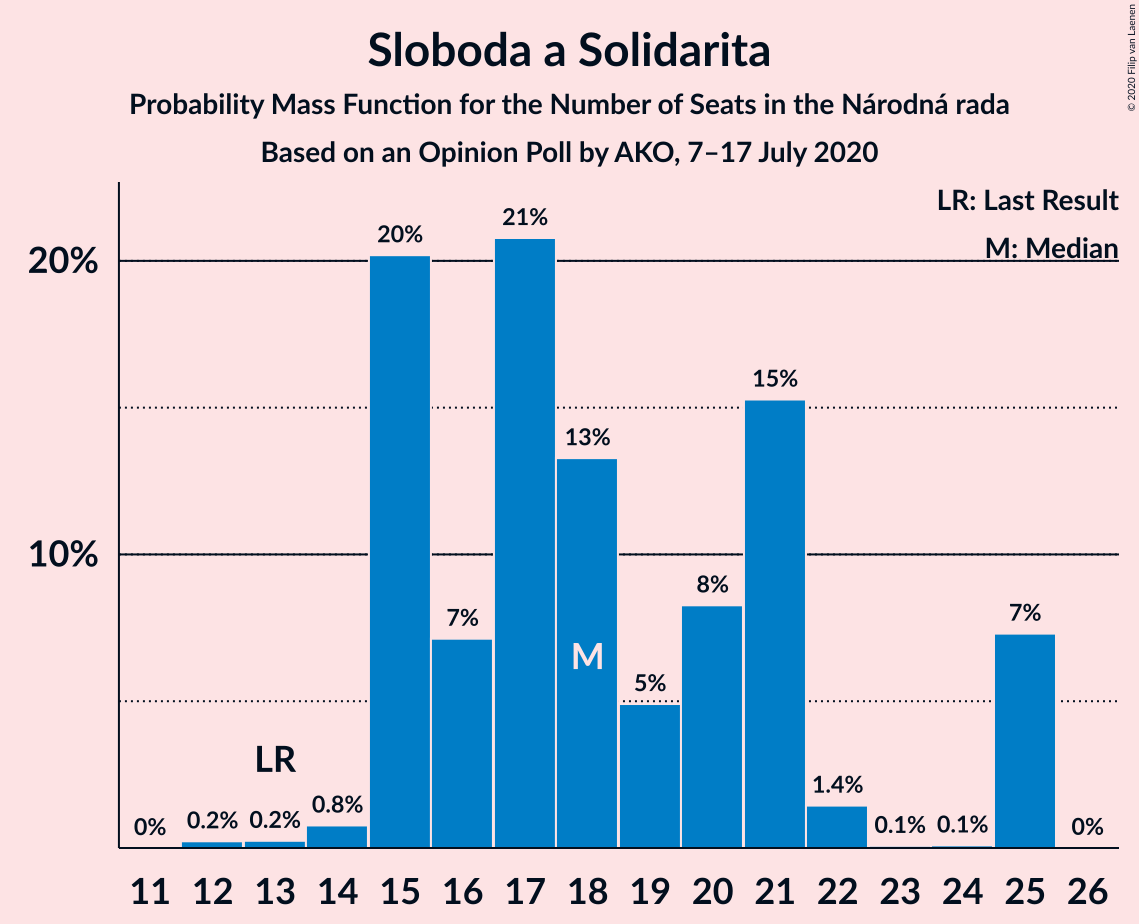 Sloboda a Solidarita
Probability Mass Function for the Number of Seats in the Národná rada
Based on an Opinion Poll by AKO, 7–17 July 2020
© 2020 Filip van Laenen
LR: Last Result
M: Median
20%
10%
0%
0.2%
0.2%
0.8%
20%
7%
21%
13%
5%
8%
15%
1.4%
0.1%
0.1%
7%
0%
LR
M
11 12 13 14 15 16 17 18 19 20 21 22 23 24 25 26